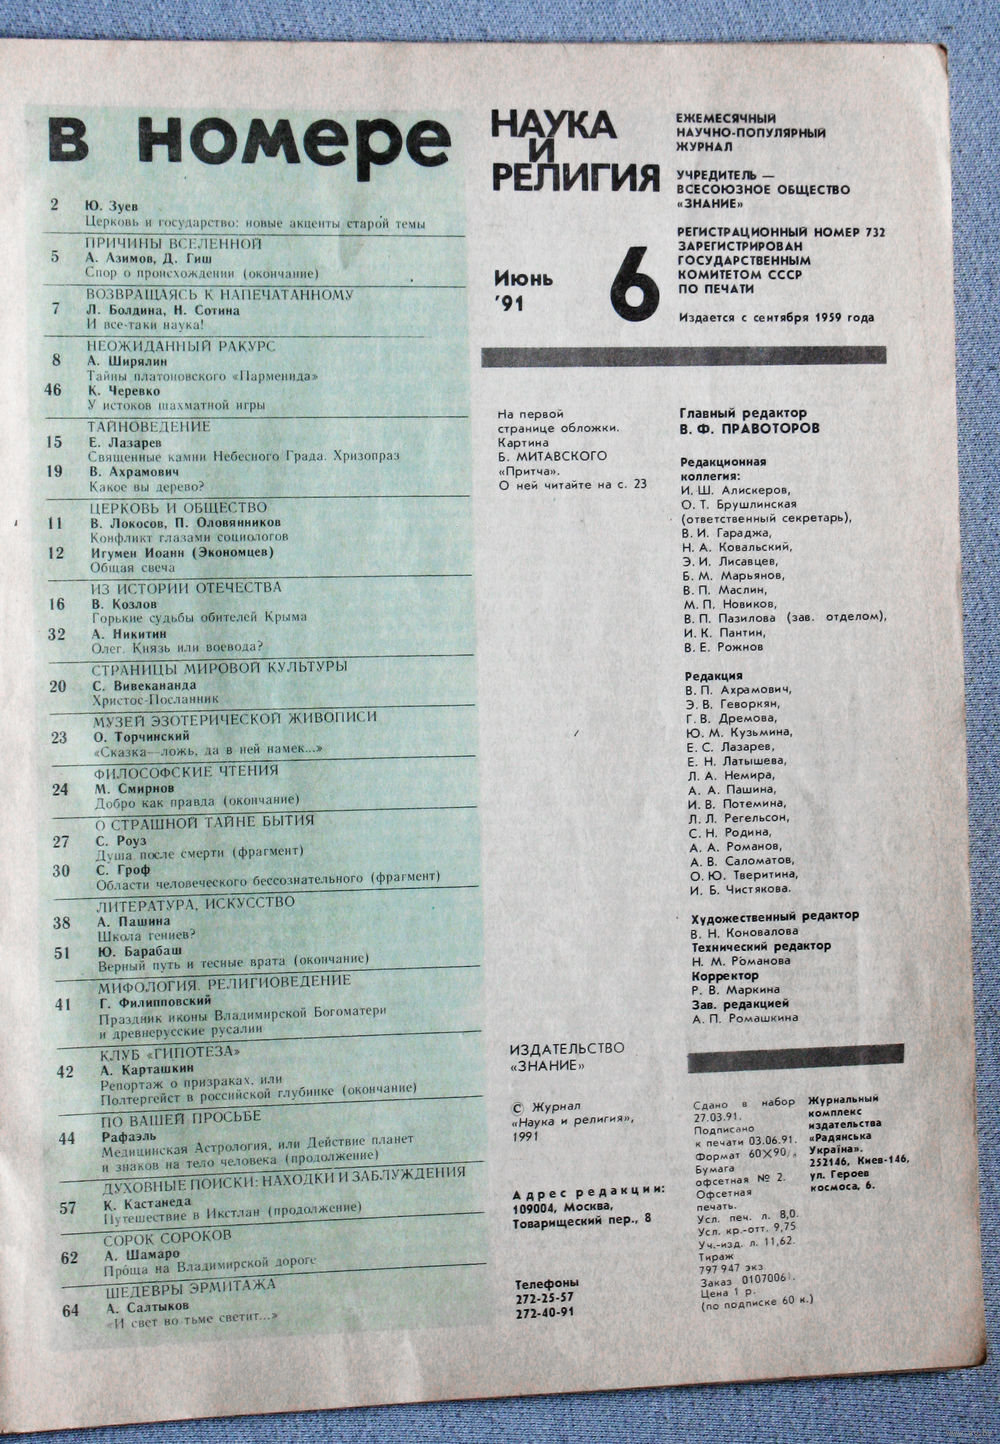 в номере
2 Ю. Зуев
Церковь и государство: новые акценты старой темы
ПРИЧИНЫ ВСЕЛЕННОЙ
5 А. Азимов, Д. Гиш
Спор о происхождении (окончание)
ВОЗВРАЩАЯСЬ К НАПЕЧАТАННОМУ
7 Л. Болдина, Н. Сотина
И все-таки наука!
НЕОЖИДАННЫЙ РАКУРС
8 А. Ширялин
Тайны платоновского «Парменида»
46 К. Черевко
У истоков шахматной игры
ТАЙНОВЕДЕНИЕ
15 Е. Лазарев
Священные камни Небесного Града. Хризопраз
19 В. Ахрамович
Какое вы дерево?
ЦЕРКОВЬ И ОБЩЕСТВО
11 В. Локосов, П. Оловянников
Конфликт глазами социологов
12 Игумен Иоанн (Экономцев)
Общая свеча
ИЗ ИСТОРИИ ОТЕЧЕСТВА
16 В. Козлов
Горькие судьбы обителей Крыма
32 А. Никитин
Олег. Князь или воевода?
СТРАНИЦЫ МИРОВОЙ КУЛЬТУРЫ
20 С. Вивекананда
Христос-Посланник
МУЗЕЙ ЭЗОТЕРИЧЕСКОЙ ЖИВОПИСИ
23 О. Торчинский
«Сказка—ложь, да в ней намек...»
ФИЛОСОФСКИЕ ЧТЕНИЯ
24 М. Смирнов
Добро как правда (окончание)
О СТРАШНОЙ ТАЙНЕ БЫТИЯ
27 С. Роуз
Душа после смерти (фрагмент)
30 С. Гроф
Области человеческого бессознательного (фрагмент)
ЛИТЕРАТУРА, ИСКУССТВО
38 А. Пашина
Школа гениев?
51 Ю. Барабаш
Верный путь и тесные врата (окончание)
МИФОЛОГИЯ. РЕЛИГИОВЕДЕНИЕ
41 Г. Филипповский
Праздник иконы Владимирской Богоматери
и древнерусские русалии
КЛУБ «ГИПОТЕЗА»
42 А. Карташкин
Репортаж о призраках, или
Полтергейст в российской глубинке (окончание)
ПО ВАШЕЙ ПРОСЬБЕ
44 Рафаэль
Медицинская Астрология, или Действие планет
и знаков на тело человека (продолжение)
ДУХОВНЫЕ ПОИСКИ: НАХОДКИ И ЗАБЛУЖДЕНИЯ
57 К. Кастанеда
Путешествие в Икстлан (продолжение)
СОРОК СОРОКОВ
62 А. Шамаро
Проща на Владимирской дороге
ШЕДЕВРЫ ЭРМИТАЖА
64 А. Салтыков
«И свет во тьме светит...»
НАУКА
И
РЕЛИГИЯ
Июнь
'91
6
ЕЖЕМЕСЯЧНЫЙ
НАУЧНО-ПОПУЛЯРНЫЙ
ЖУРНАЛ
УЧРЕДИТЕЛЬ —
ВСЕСОЮЗНОЕ ОБЩЕСТВО
«ЗНАНИЕ»
РЕГИСТРАЦИОННЫЙ НОМЕР 732
ЗАРЕГИСТРИРОВАН
ГОСУДАРСТВЕННЫМ
КОМИТЕТОМ СССР
ПО ПЕЧАТИ
Издается с сентября 1959 года
На первой
странице обложки.
Картина
Б. МИТАВСКОГО
«Притча».
О ней читайте на с. 23
Главный редактор
В. Ф. ПРАВОТОРОВ
Редакционная
коллегия:
И. Ш. Алискеров,
О. Т. Брушлинская
(ответственный секретарь),
В. И. Гараджа,
Н. А. Ковальский,
Э. И. Лисавцев,
Б. М. Марьянов,
В. П. Маслин,
М. П. Новиков,
В. П. Пазилова (зав. отделом),
И. К. Пантин,
В. Е. Рожнов
Редакция
В. П. Ахрамович,
Э. В. Геворкян,
Г. В. Дремова,
Ю. М. Кузьмина,
Е. С. Лазарев,
Е. Н. Латышева,
Л. А. Немира,
А. А. Пашина,
И. В. Потемина,
Л. Л. Регельсон,
С. Н. Родина,
А. А. Романов,
А. В. Саломатов,
О. Ю. Тверитина,
И. Б. Чистякова.
Художественный редактор
В. Н. Коновалова
Технический редактор
Н. М. Романова
Корректор
Р. В. Маркина
Зав. редакцией
А. П. Ромашкина
ИЗДАТЕЛЬСТВО
«ЗНАНИЕ»
© Журнал
«Наука и религия»,
1991
Адрес редакции:
109004, Москва,
Товарищеский пер., 8
Телефоны
272-25-57
272-40-91
Сдано в набор
27.03.91.
Подписано
к печати 03.06.91.
Формат 60×90/
Бумага
офсетная № 2.
Офсетная
печать.
Усл. печ. л. 8,0.
Усл. кр.-отт. 9,75
Уч.-изд. л. 11,62.
Тираж
797 947 экз
Заказ 0107006
Цена 1 р.
(по подписке 60 к.)
Журнальный
комплекс
издательства
«Радянська
Україна».
252146, Киев-146,
ул. Героев
космоса, 6.